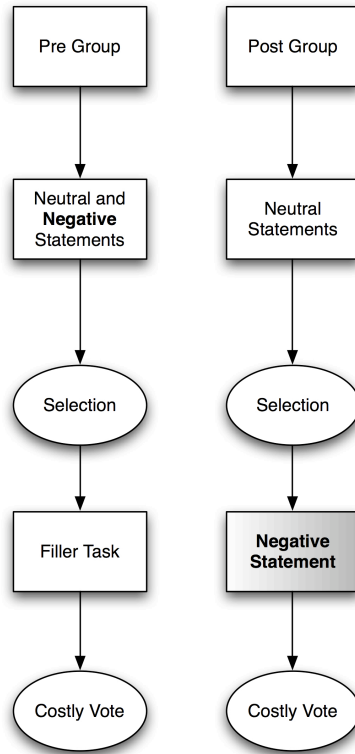 Pre Group
Post Group
Neutral and
Negative
Statements
Neutral
Statements
Selection
Selection
Filler Task
Negative
Statement
Costly Vote
Costly Vote